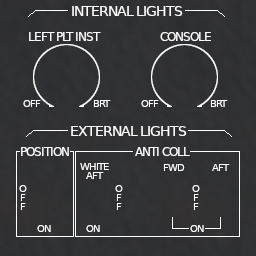 INTERNAL LIGHTS
LEFT PLT INST CONSOLE
OFF BRT OFF BRT
EXTERNAL LIGHTS
POSITION ANTI COLL
WHITE AFT FWD AFT
OFF OFF OFF
ON ON ON